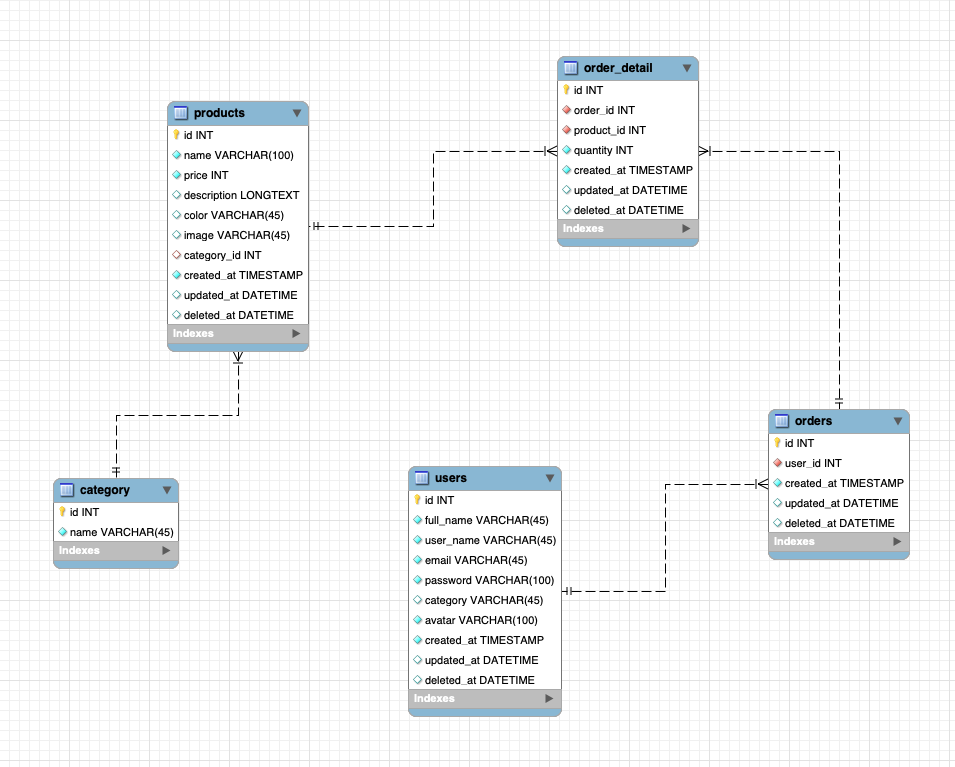 products
id INT
name VARCHAR(100)
price INT
description LONGTEXT
color VARCHAR(45)
image VARCHAR(45)
category_id INT
created_at TIMESTAMP
updated_at DATETIME
deleted_at DATETIME
Indexes
order_detail
id INT
order_id INT
product_id INT
quantity INT
created_at TIMESTAMP
updated_at DATETIME
deleted_at DATETIME
Indexes
category
id INT
name VARCHAR(45)
Indexes
users
id INT
full_name VARCHAR(45)
user_name VARCHAR(45)
email VARCHAR(45)
password VARCHAR(100)
category VARCHAR(45)
avatar VARCHAR(100)
created_at TIMESTAMP
updated_at DATETIME
deleted_at DATETIME
Indexes
orders
id INT
user_id INT
created_at TIMESTAMP
updated_at DATETIME
deleted_at DATETIME
Indexes